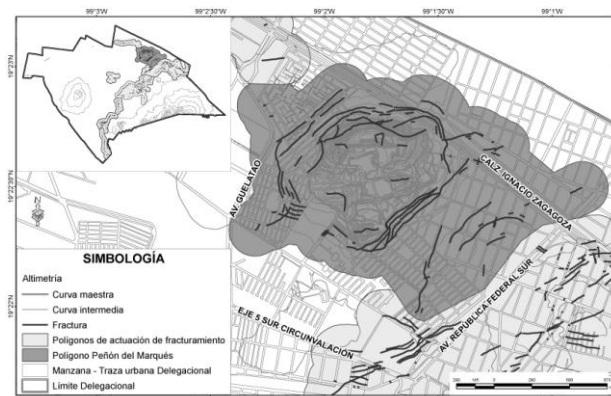 99°3'W 99°2'30"W 99°2'W 99°1'30"W 99°1'W
19°23'N
19°22'30"N
19°22'N
AV. GUELATAO
CALZ. IGNACIO ZAGAGOZA
AV. REPÚBLICA FEDERAL SUR
EJE 5 SUR CIRCUNVALACIÓN
N
SIMBOLOGÍA
Altimetría
Curva maestra
Curva intermedia
Fractura
Polígonos de actuación de fracturamiento
Polígono Peñón del Marqués
Manzana - Traza urbana Delegacional
Límite Delegacional